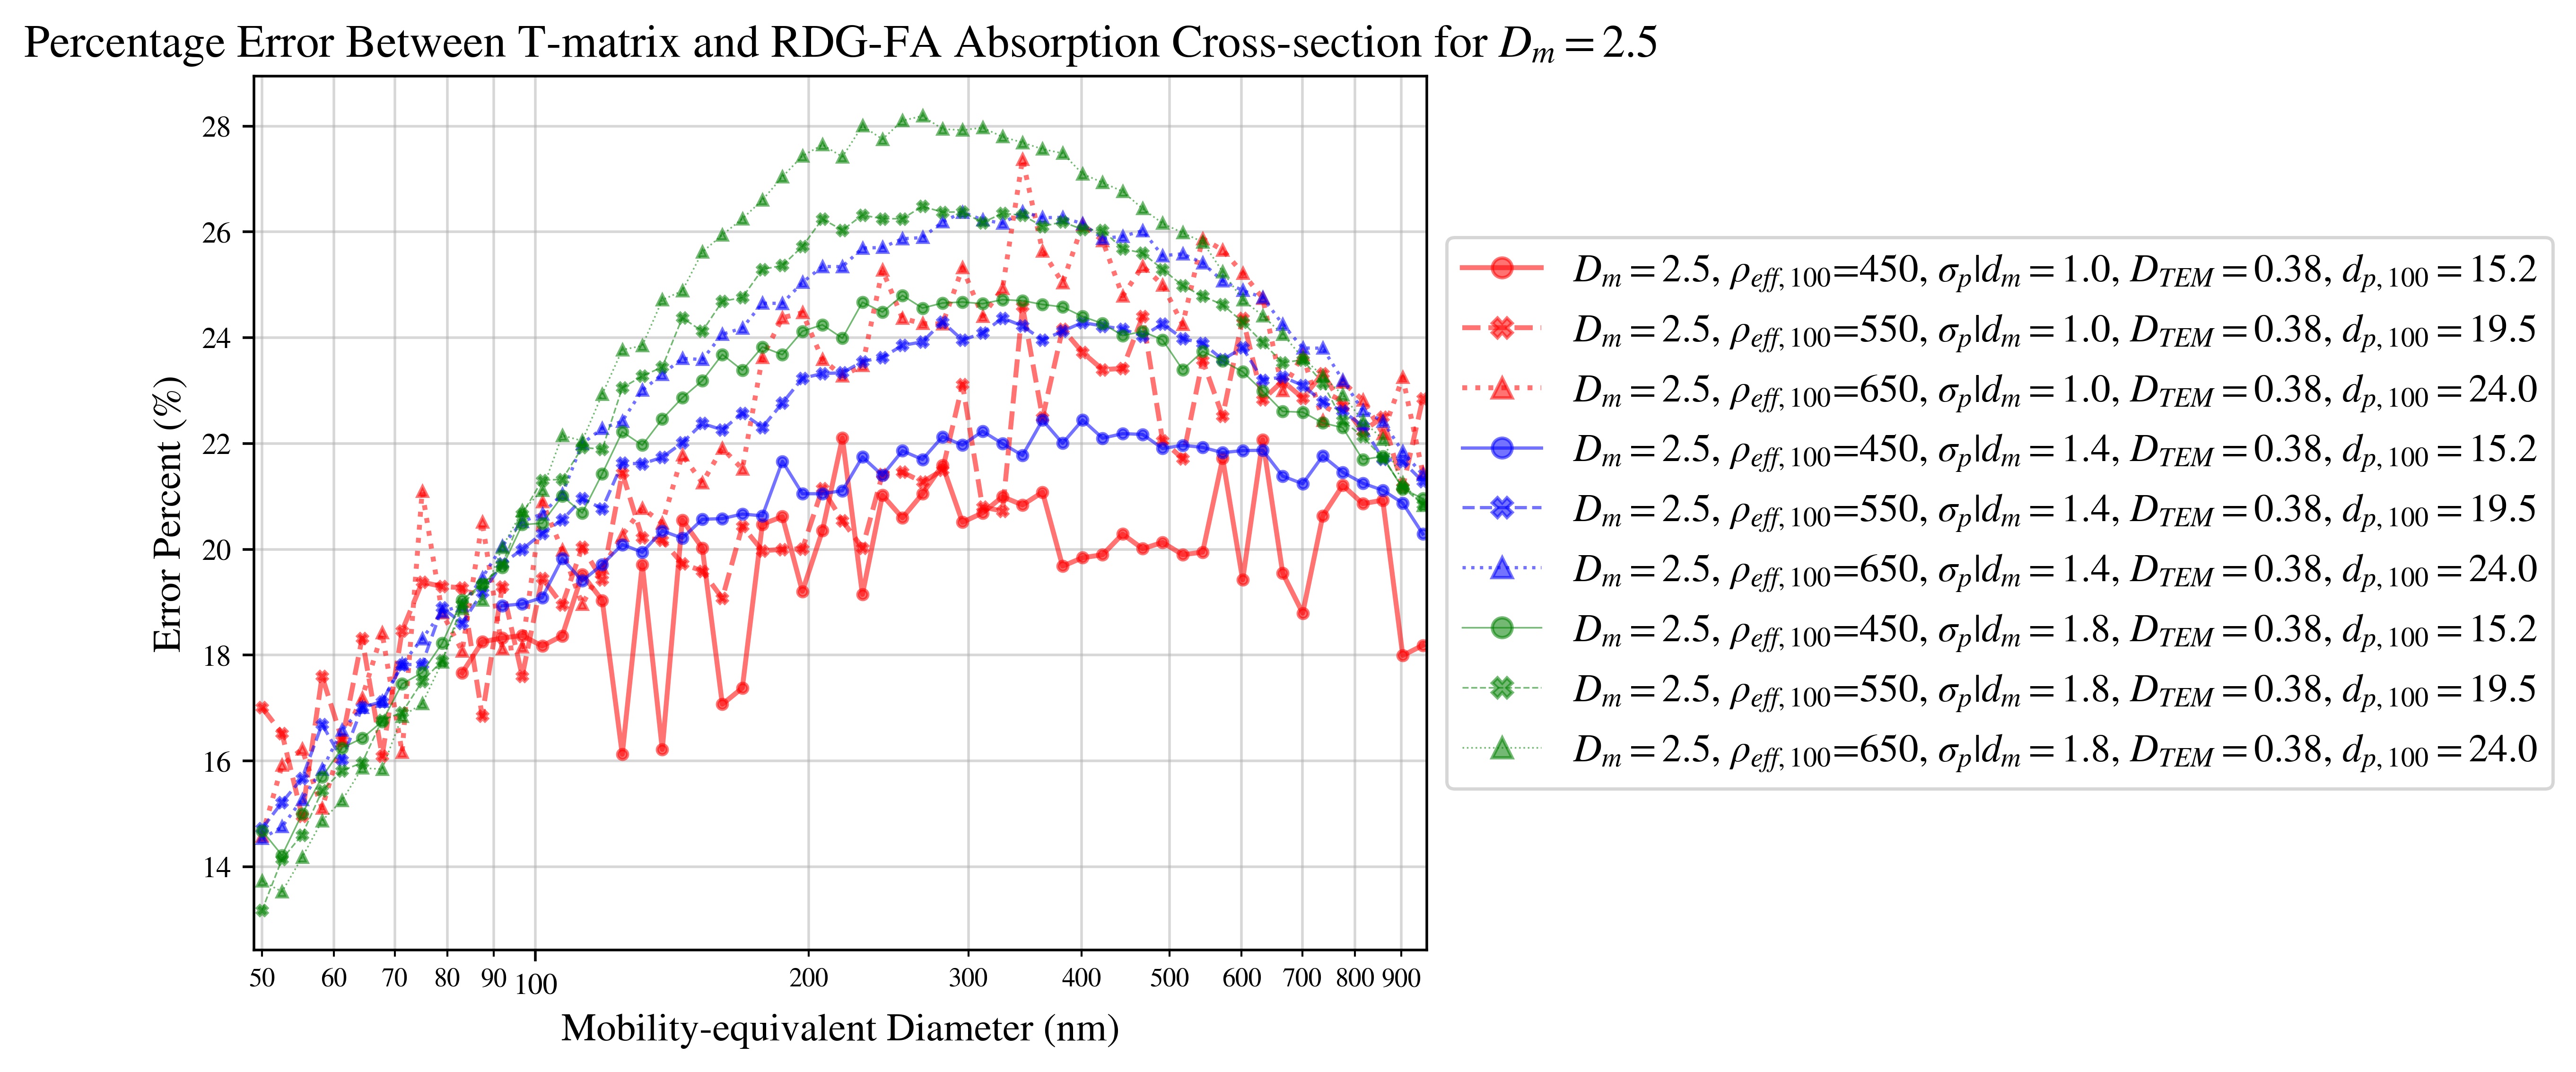 Percentage Error Between T-matrix and RDG-FA Absorption Cross-section for D_m = 2.5
Error Percent (%)
28
26
24
22
20
18
16
14
50 60 70 80 90 100 200 300 400 500 600 700 800 900
Mobility-equivalent Diameter (nm)
D_m = 2.5, ρ_eff,100=450, σ_p|d_m = 1.0, D_TEM = 0.38, d_p,100 = 15.2
D_m = 2.5, ρ_eff,100=550, σ_p|d_m = 1.0, D_TEM = 0.38, d_p,100 = 19.5
D_m = 2.5, ρ_eff,100=650, σ_p|d_m = 1.0, D_TEM = 0.38, d_p,100 = 24.0
D_m = 2.5, ρ_eff,100=450, σ_p|d_m = 1.4, D_TEM = 0.38, d_p,100 = 15.2
D_m = 2.5, ρ_eff,100=550, σ_p|d_m = 1.4, D_TEM = 0.38, d_p,100 = 19.5
D_m = 2.5, ρ_eff,100=650, σ_p|d_m = 1.4, D_TEM = 0.38, d_p,100 = 24.0
D_m = 2.5, ρ_eff,100=450, σ_p|d_m = 1.8, D_TEM = 0.38, d_p,100 = 15.2
D_m = 2.5, ρ_eff,100=550, σ_p|d_m = 1.8, D_TEM = 0.38, d_p,100 = 19.5
D_m = 2.5, ρ_eff,100=650, σ_p|d_m = 1.8, D_TEM = 0.38, d_p,100 = 24.0